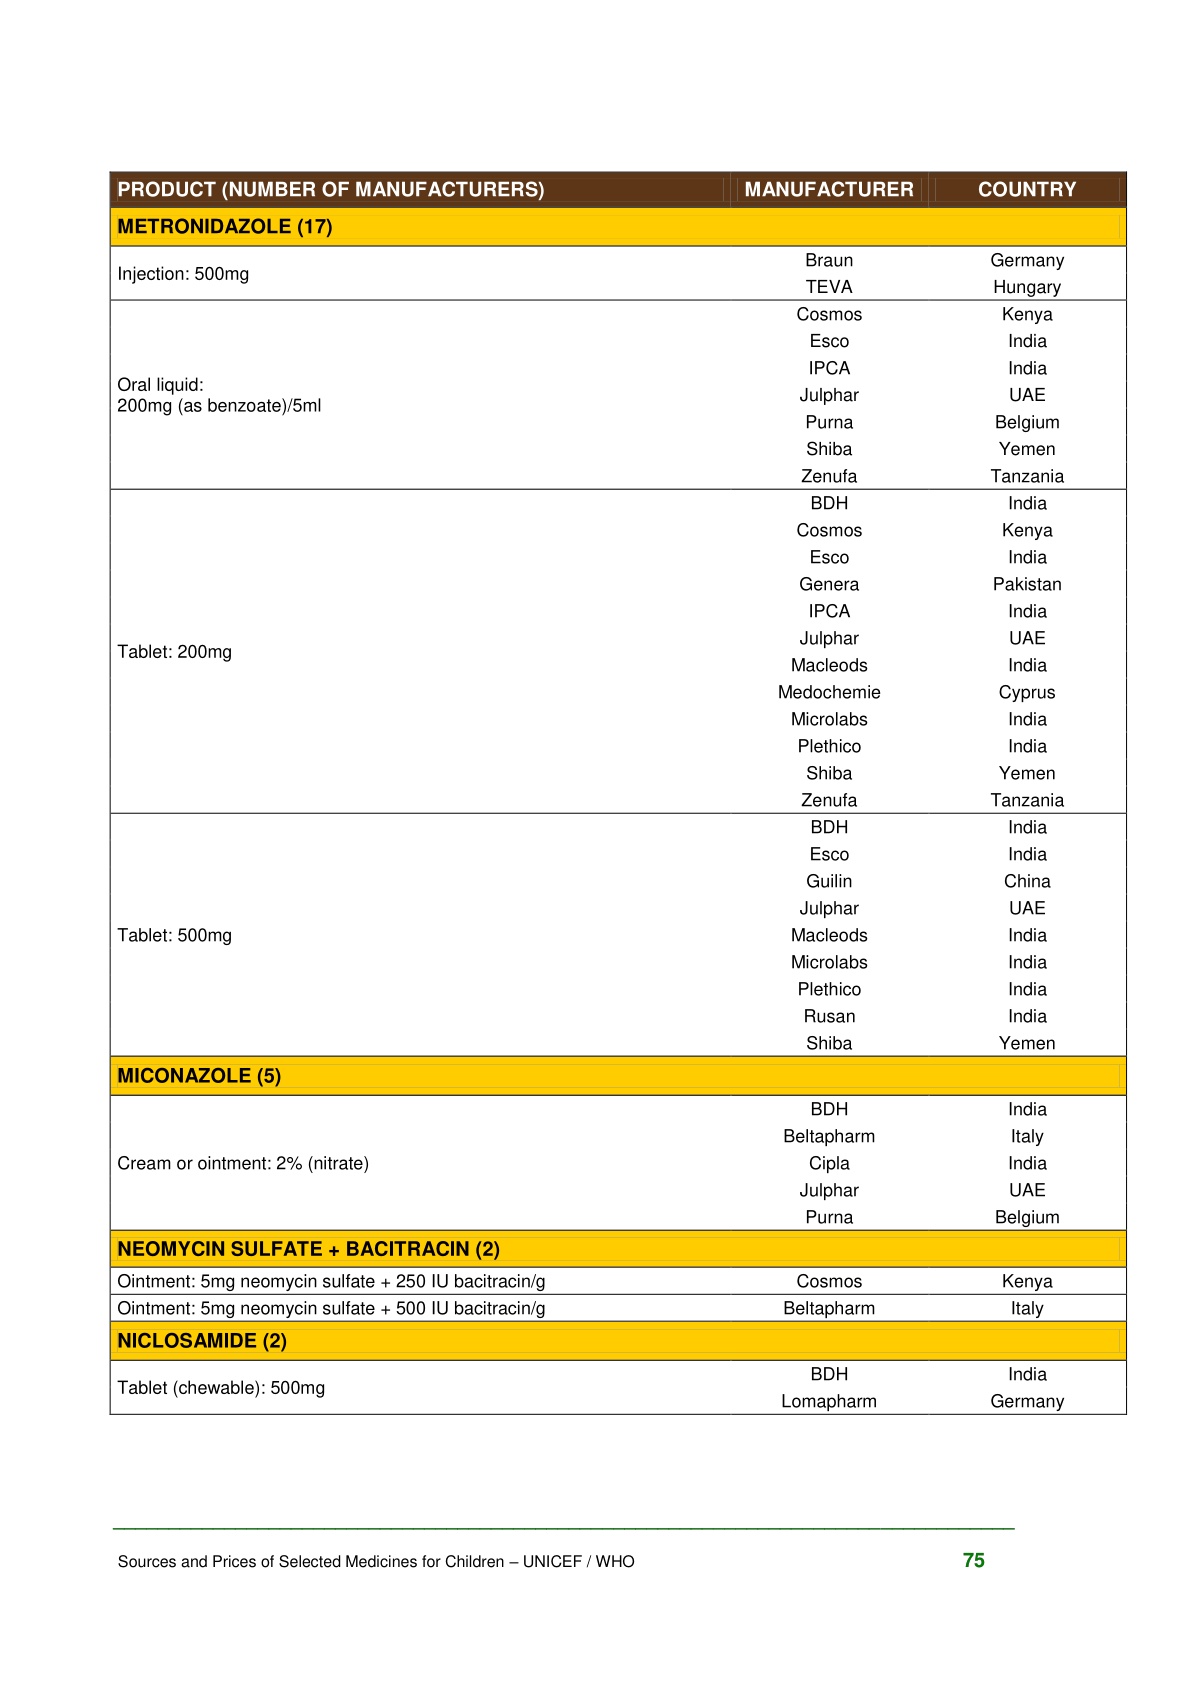 PRODUCT (NUMBER OF MANUFACTURERS) MANUFACTURER COUNTRY
METRONIDAZOLE (17)
Injection: 500mg
Braun Germany
TEVA Hungary
Oral liquid:
200mg (as benzoate)/5ml
Cosmos Kenya
Esco India
IPCA India
Julphar UAE
Purna Belgium
Shiba Yemen
Zenufa Tanzania
Tablet: 200mg
BDH India
Cosmos Kenya
Esco India
Genera Pakistan
IPCA India
Julphar UAE
Macleods India
Medochemie Cyprus
Microlabs India
Plethico India
Shiba Yemen
Zenufa Tanzania
Tablet: 500mg
BDH India
Esco India
Guilin China
Julphar UAE
Macleods India
Microlabs India
Plethico India
Rusan India
Shiba Yemen
MICONAZOLE (5)
Cream or ointment: 2% (nitrate)
BDH India
Beltapharm Italy
Cipla India
Julphar UAE
Purna Belgium
NEOMYCIN SULFATE + BACITRACIN (2)
Ointment: 5mg neomycin sulfate + 250 IU bacitracin/g Cosmos Kenya
Ointment: 5mg neomycin sulfate + 500 IU bacitracin/g Beltapharm Italy
NICLOSAMIDE (2)
Tablet (chewable): 500mg
BDH India
Lomapharm Germany
Sources and Prices of Selected Medicines for Children – UNICEF / WHO 75